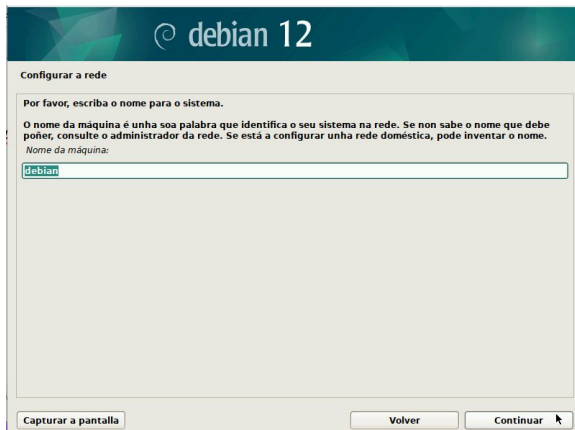 debian 12
Configurar a rede
Por favor, escriba o nome para o sistema.
O nome da máquina é unha soa palabra que identifica o seu sistema na rede. Se non sabe o nome que debe
poñer, consulte o administrador da rede. Se está a configurar unha rede doméstica, pode inventar o nome.
Nome da máquina:
debian
Capturar a pantalla
Volver
Continuar